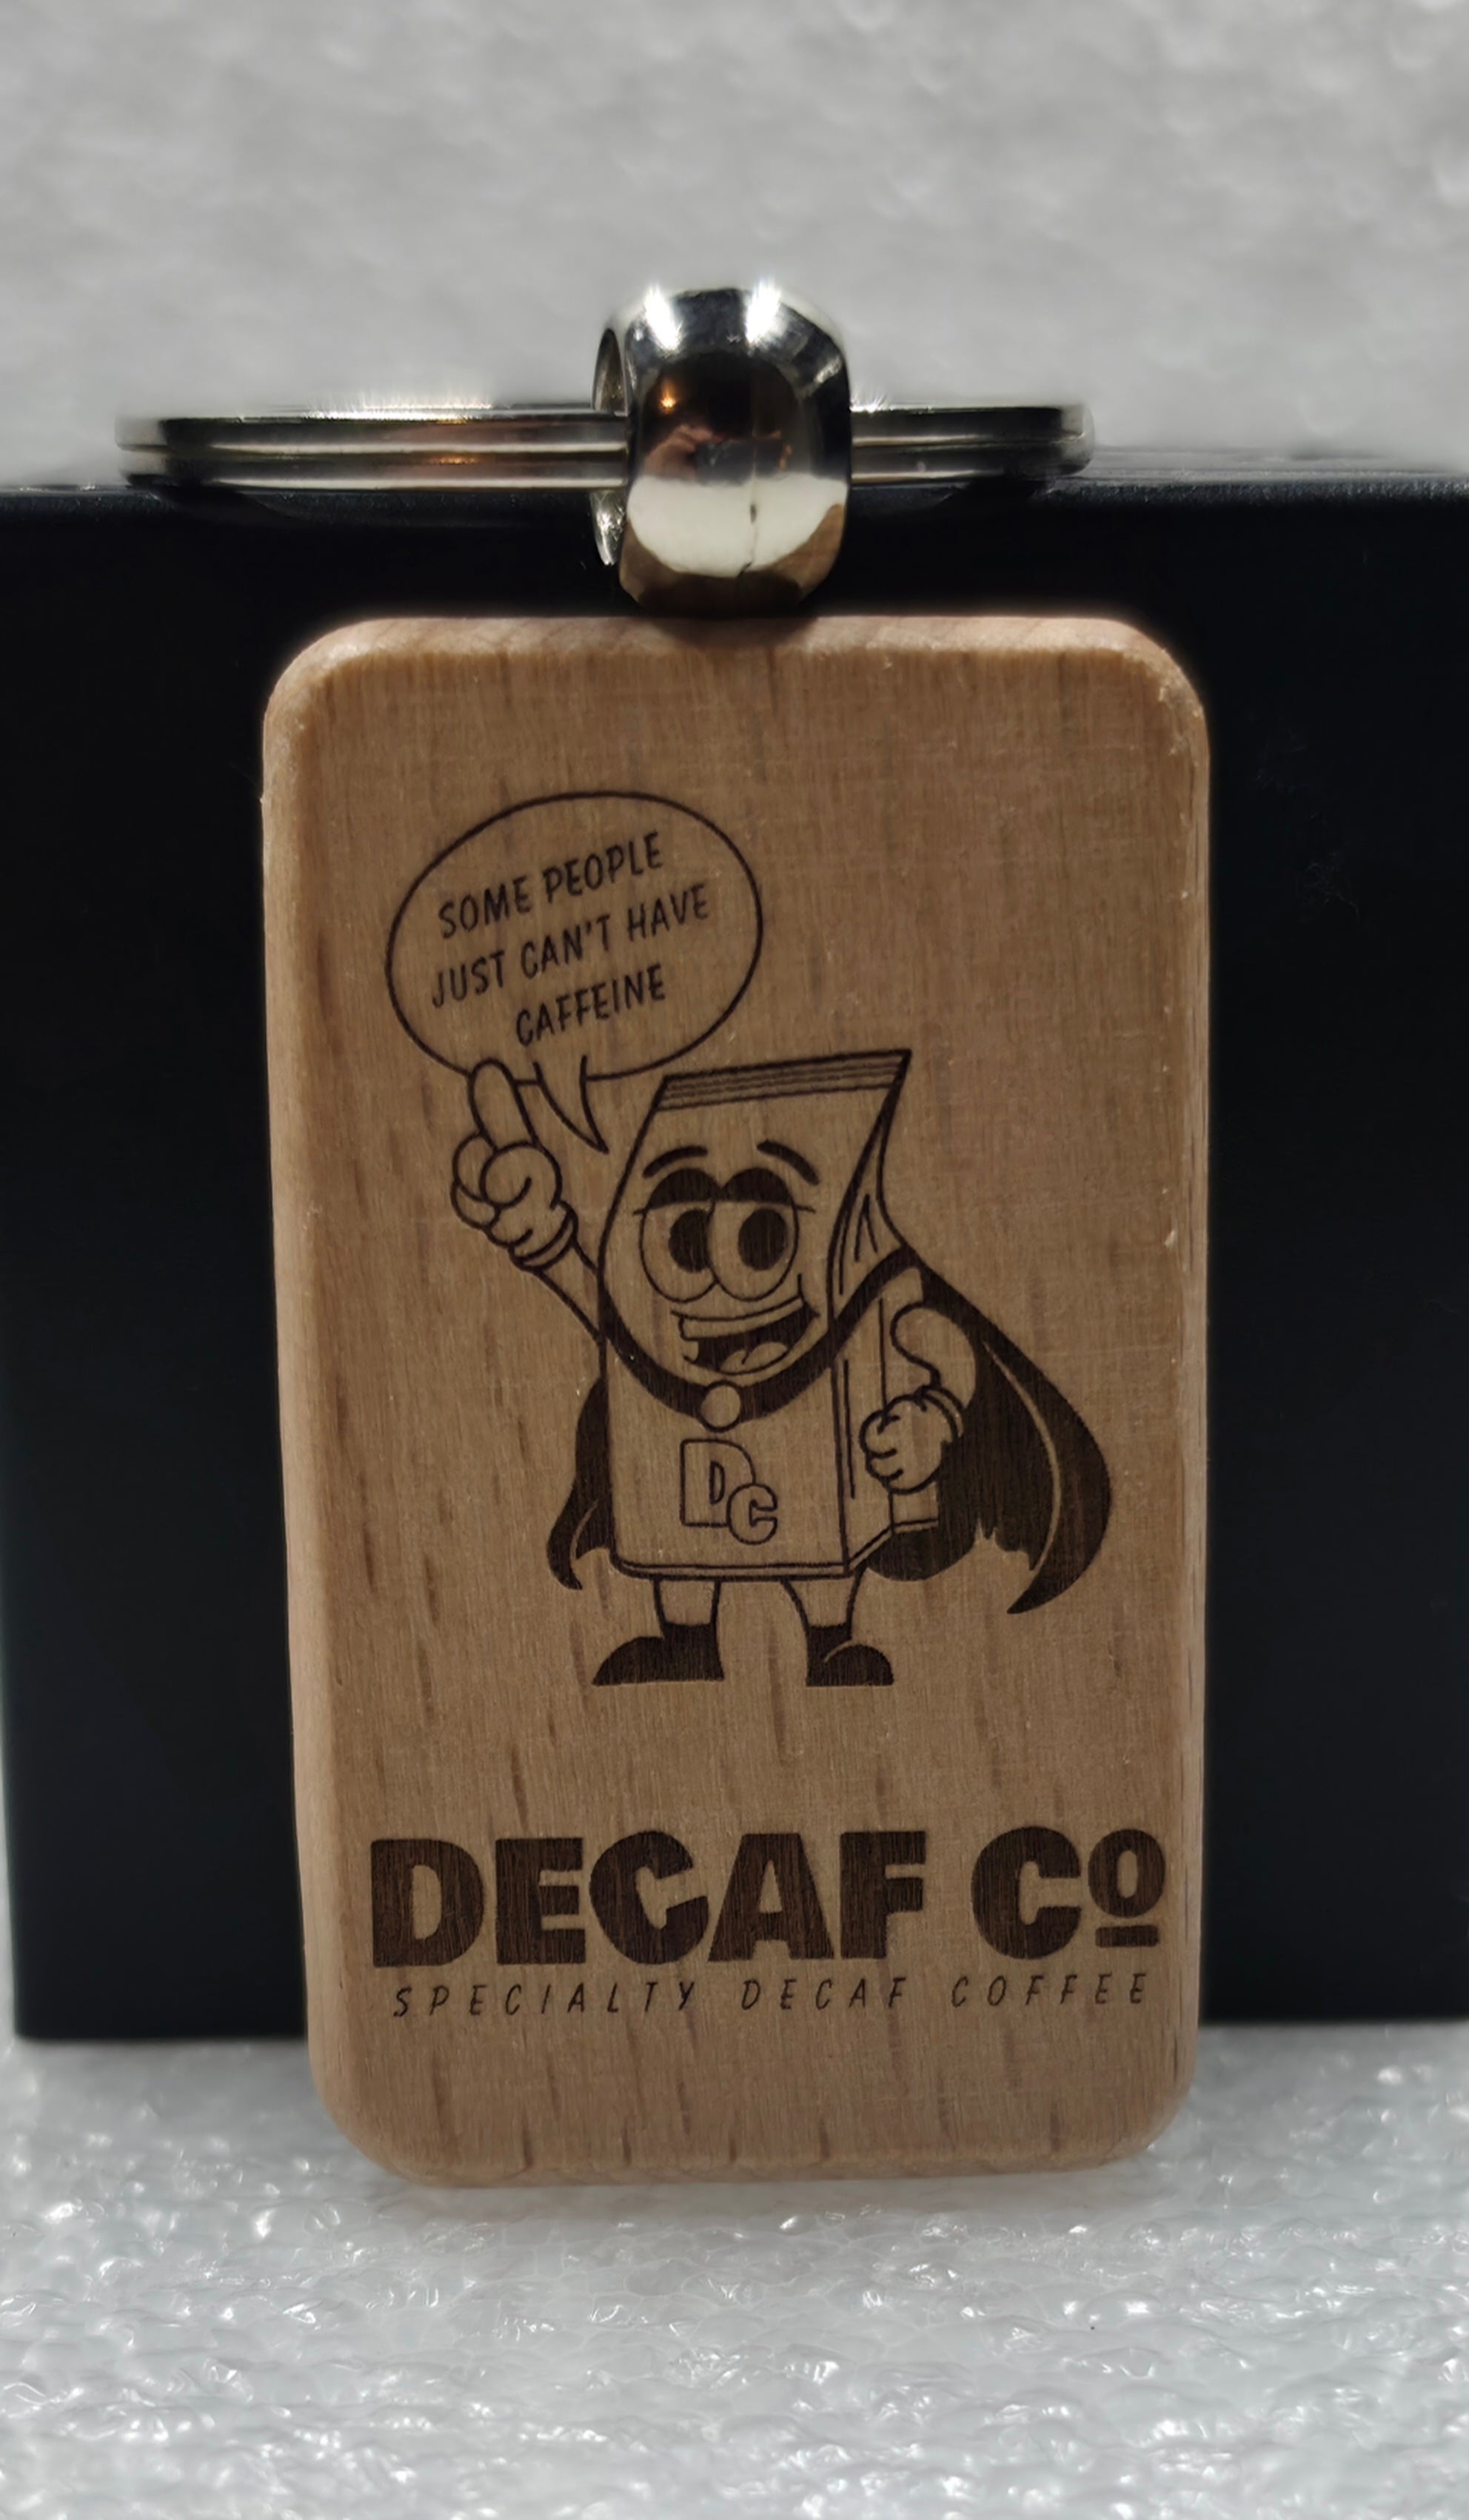 SOME PEOPLE
JUST CAN'T HAVE
CAFFEINE
DC
DECAF Co
SPECIALTY DECAF COFFEE